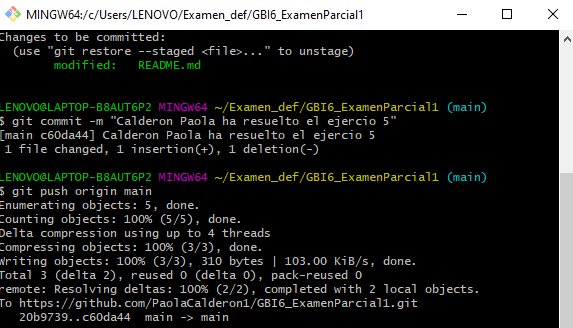 MINGW64:/c/Users/LENOVO/Examen_def/GBI6_ExamenParcial1
Changes to be committed:
  (use "git restore --staged <file>..." to unstage)
        modified:   README.md

LENOVO@LAPTOP-B8AUT6P2 MINGW64 ~/Examen_def/GBI6_ExamenParcial1 (main)
$ git commit -m "Calderon Paola ha resuelto el ejercio 5"
[main c60da44] Calderon Paola ha resuelto el ejercio 5
 1 file changed, 1 insertion(+), 1 deletion(-)

LENOVO@LAPTOP-B8AUT6P2 MINGW64 ~/Examen_def/GBI6_ExamenParcial1 (main)
$ git push origin main
Enumerating objects: 5, done.
Counting objects: 100% (5/5), done.
Delta compression using up to 4 threads
Compressing objects: 100% (3/3), done.
Writing objects: 100% (3/3), 310 bytes | 103.00 KiB/s, done.
Total 3 (delta 2), reused 0 (delta 0), pack-reused 0
remote: Resolving deltas: 100% (2/2), completed with 2 local objects.
To https://github.com/PaolaCalderon1/GBI6_ExamenParcial1.git
   20b9739..c60da44  main -> main